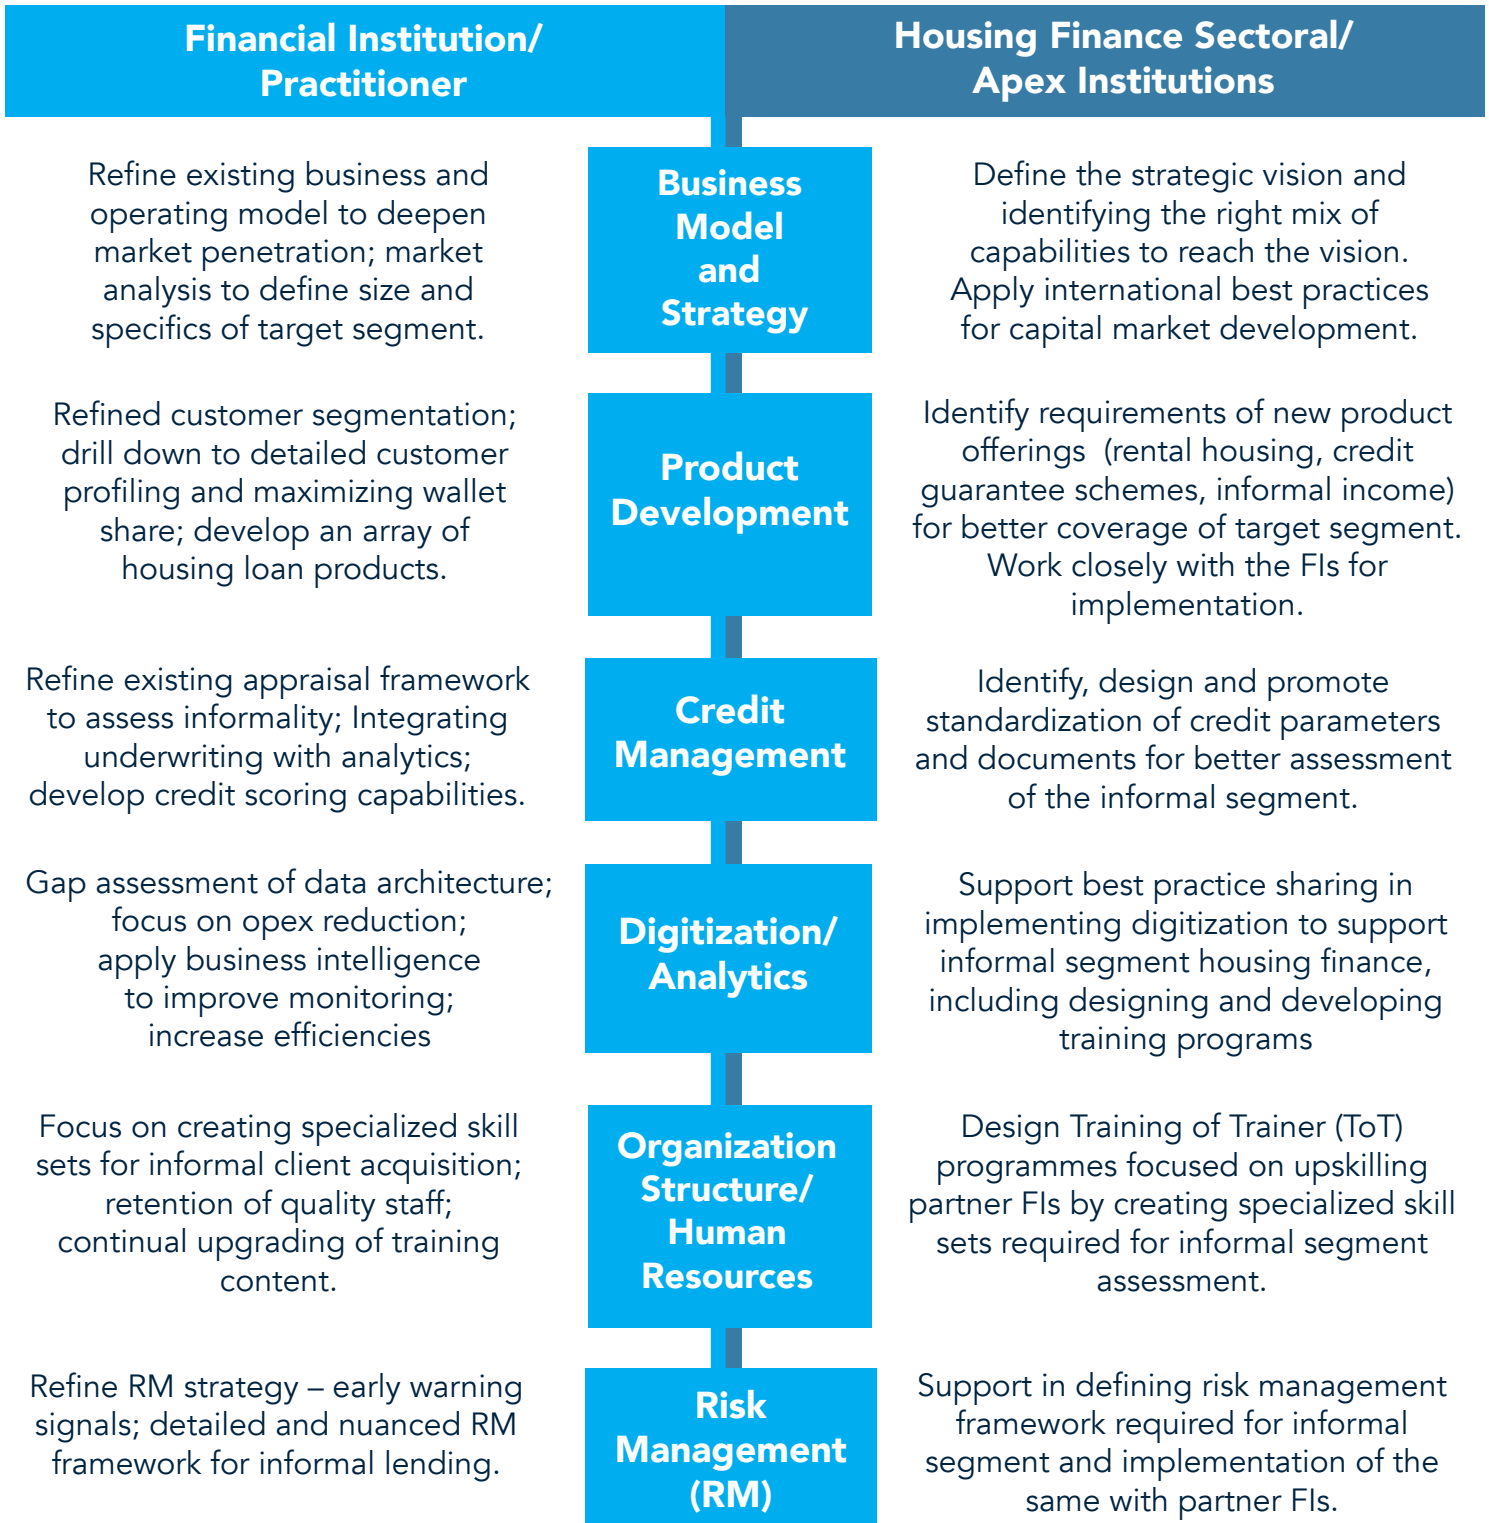 Financial Institution/
Practitioner
Housing Finance Sectoral/
Apex Institutions
Refine existing business and
operating model to deepen
market penetration; market
analysis to define size and
specifics of target segment.
Business
Model
and
Strategy
Define the strategic vision and
identifying the right mix of
capabilities to reach the vision.
Apply international best practices
for capital market development.
Refined customer segmentation;
drill down to detailed customer
profiling and maximizing wallet
share; develop an array of
housing loan products.
Product
Development
Identify requirements of new product
offerings (rental housing, credit
guarantee schemes, informal income)
for better coverage of target segment.
Work closely with the FIs for
implementation.
Refine existing appraisal framework
to assess informality; Integrating
underwriting with analytics;
develop credit scoring capabilities.
Credit
Management
Identify, design and promote
standardization of credit parameters
and documents for better assessment
of the informal segment.
Gap assessment of data architecture;
focus on opex reduction;
apply business intelligence
to improve monitoring;
increase efficiencies
Digitization/
Analytics
Support best practice sharing in
implementing digitization to support
informal segment housing finance,
including designing and developing
training programs
Focus on creating specialized skill
sets for informal client acquisition;
retention of quality staff;
continual upgrading of training
content.
Organization
Structure/
Human
Resources
Design Training of Trainer (ToT)
programmes focused on upskilling
partner FIs by creating specialized skill
sets required for informal segment
assessment.
Refine RM strategy – early warning
signals; detailed and nuanced RM
framework for informal lending.
Risk
Management
(RM)
Support in defining risk management
framework required for informal
segment and implementation of the
same with partner FIs.